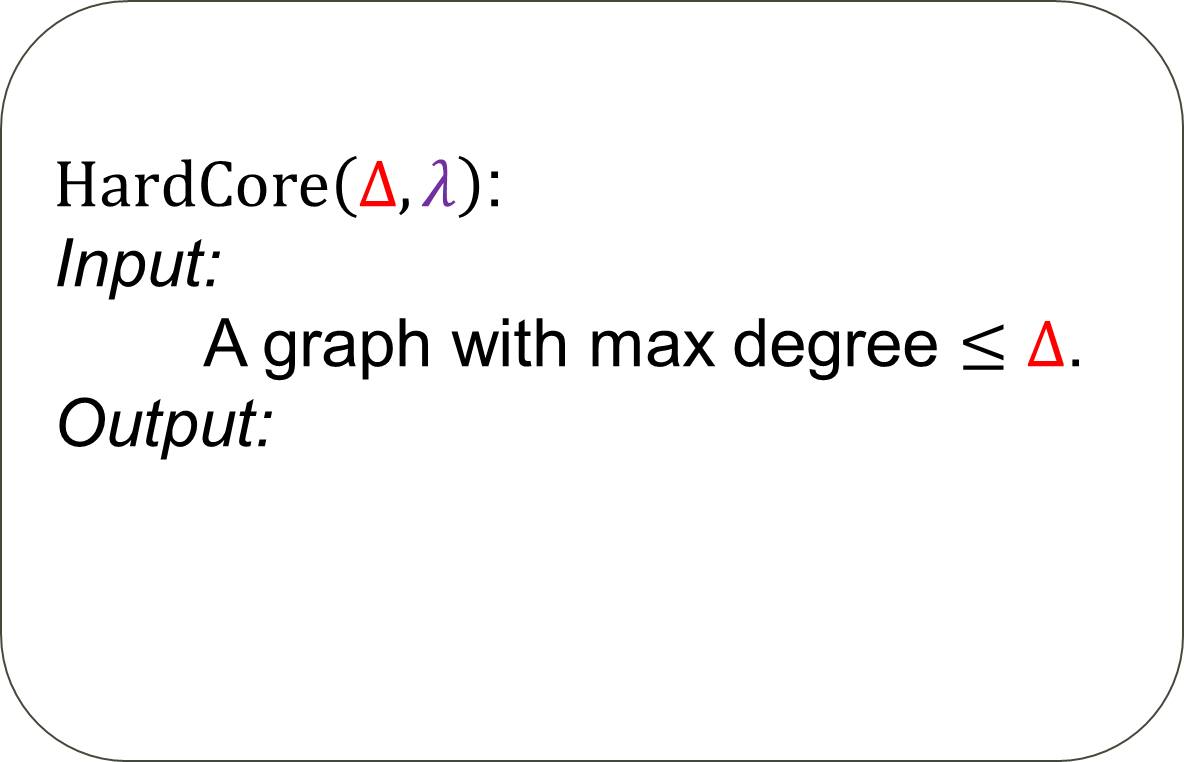 HardCore(Δ, λ):
Input:
A graph with max degree ≤ Δ.
Output: